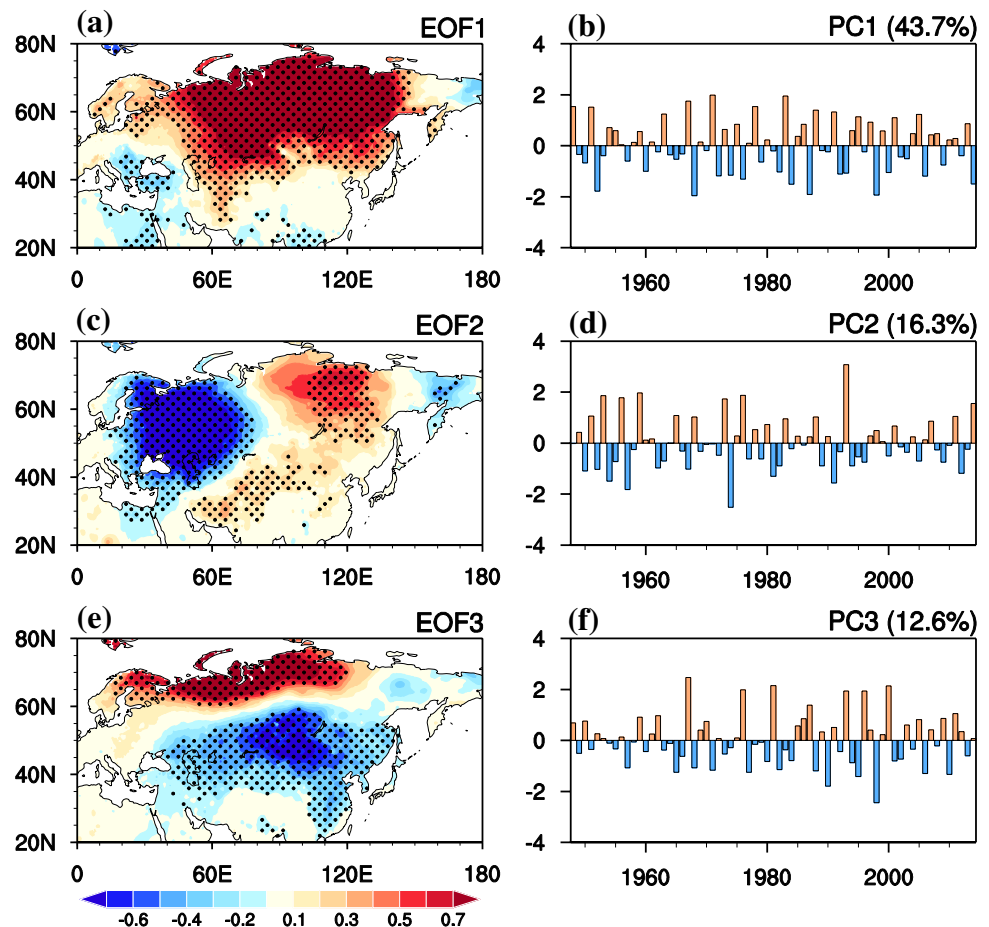 (a) EOF1
80N
60N
40N
20N
0 60E 120E 180
(b) PC1 (43.7%)
4
2
0
-2
-4
1960 1980 2000
(c) EOF2
80N
60N
40N
20N
0 60E 120E 180
(d) PC2 (16.3%)
4
2
0
-2
-4
1960 1980 2000
(e) EOF3
80N
60N
40N
20N
0 60E 120E 180
-0.6 -0.4 -0.2 0.1 0.3 0.5 0.7
(f) PC3 (12.6%)
4
2
0
-2
-4
1960 1980 2000